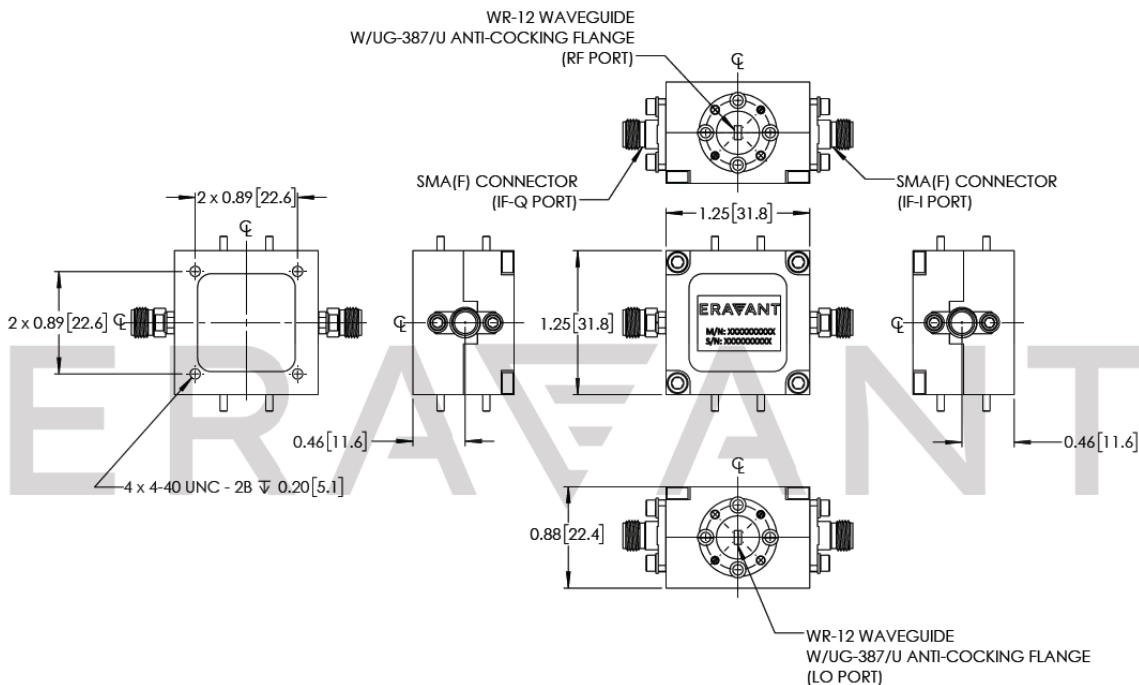 WR-12 WAVEGUIDE
W/UG-387/U ANTI-COCKING FLANGE
(RF PORT)
℄
SMA(F) CONNECTOR
(IF-Q PORT)
SMA(F) CONNECTOR
(IF-I PORT)
2 x 0.89[22.6]
℄
1.25[31.8]
2 x 0.89[22.6]
℄
℄
1.25[31.8]
ERAVANT
M/N: XXXXXXXXXX
S/N: XXXXXXXXXX
℄
ERAVANT
0.46[11.6]
0.46[11.6]
4 x 4-40 UNC - 2B ↧ 0.20[5.1]
℄
0.88[22.4]
WR-12 WAVEGUIDE
W/UG-387/U ANTI-COCKING FLANGE
(LO PORT)